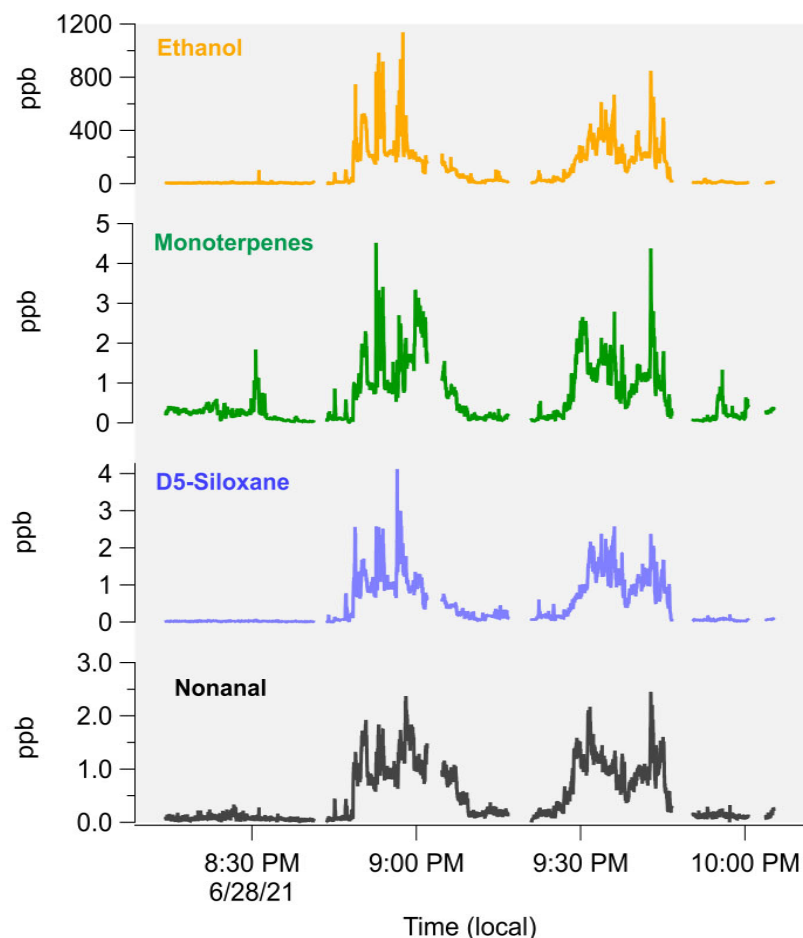 1200
Ethanol
800
ppb
400
0
5
Monoterpenes
4
3
ppb
2
1
0
4
D5-Siloxane
3
ppb
2
1
0
3.0
Nonanal
2.0
ppb
1.0
0.0
8:30 PM 9:00 PM 9:30 PM 10:00 PM
6/28/21
Time (local)